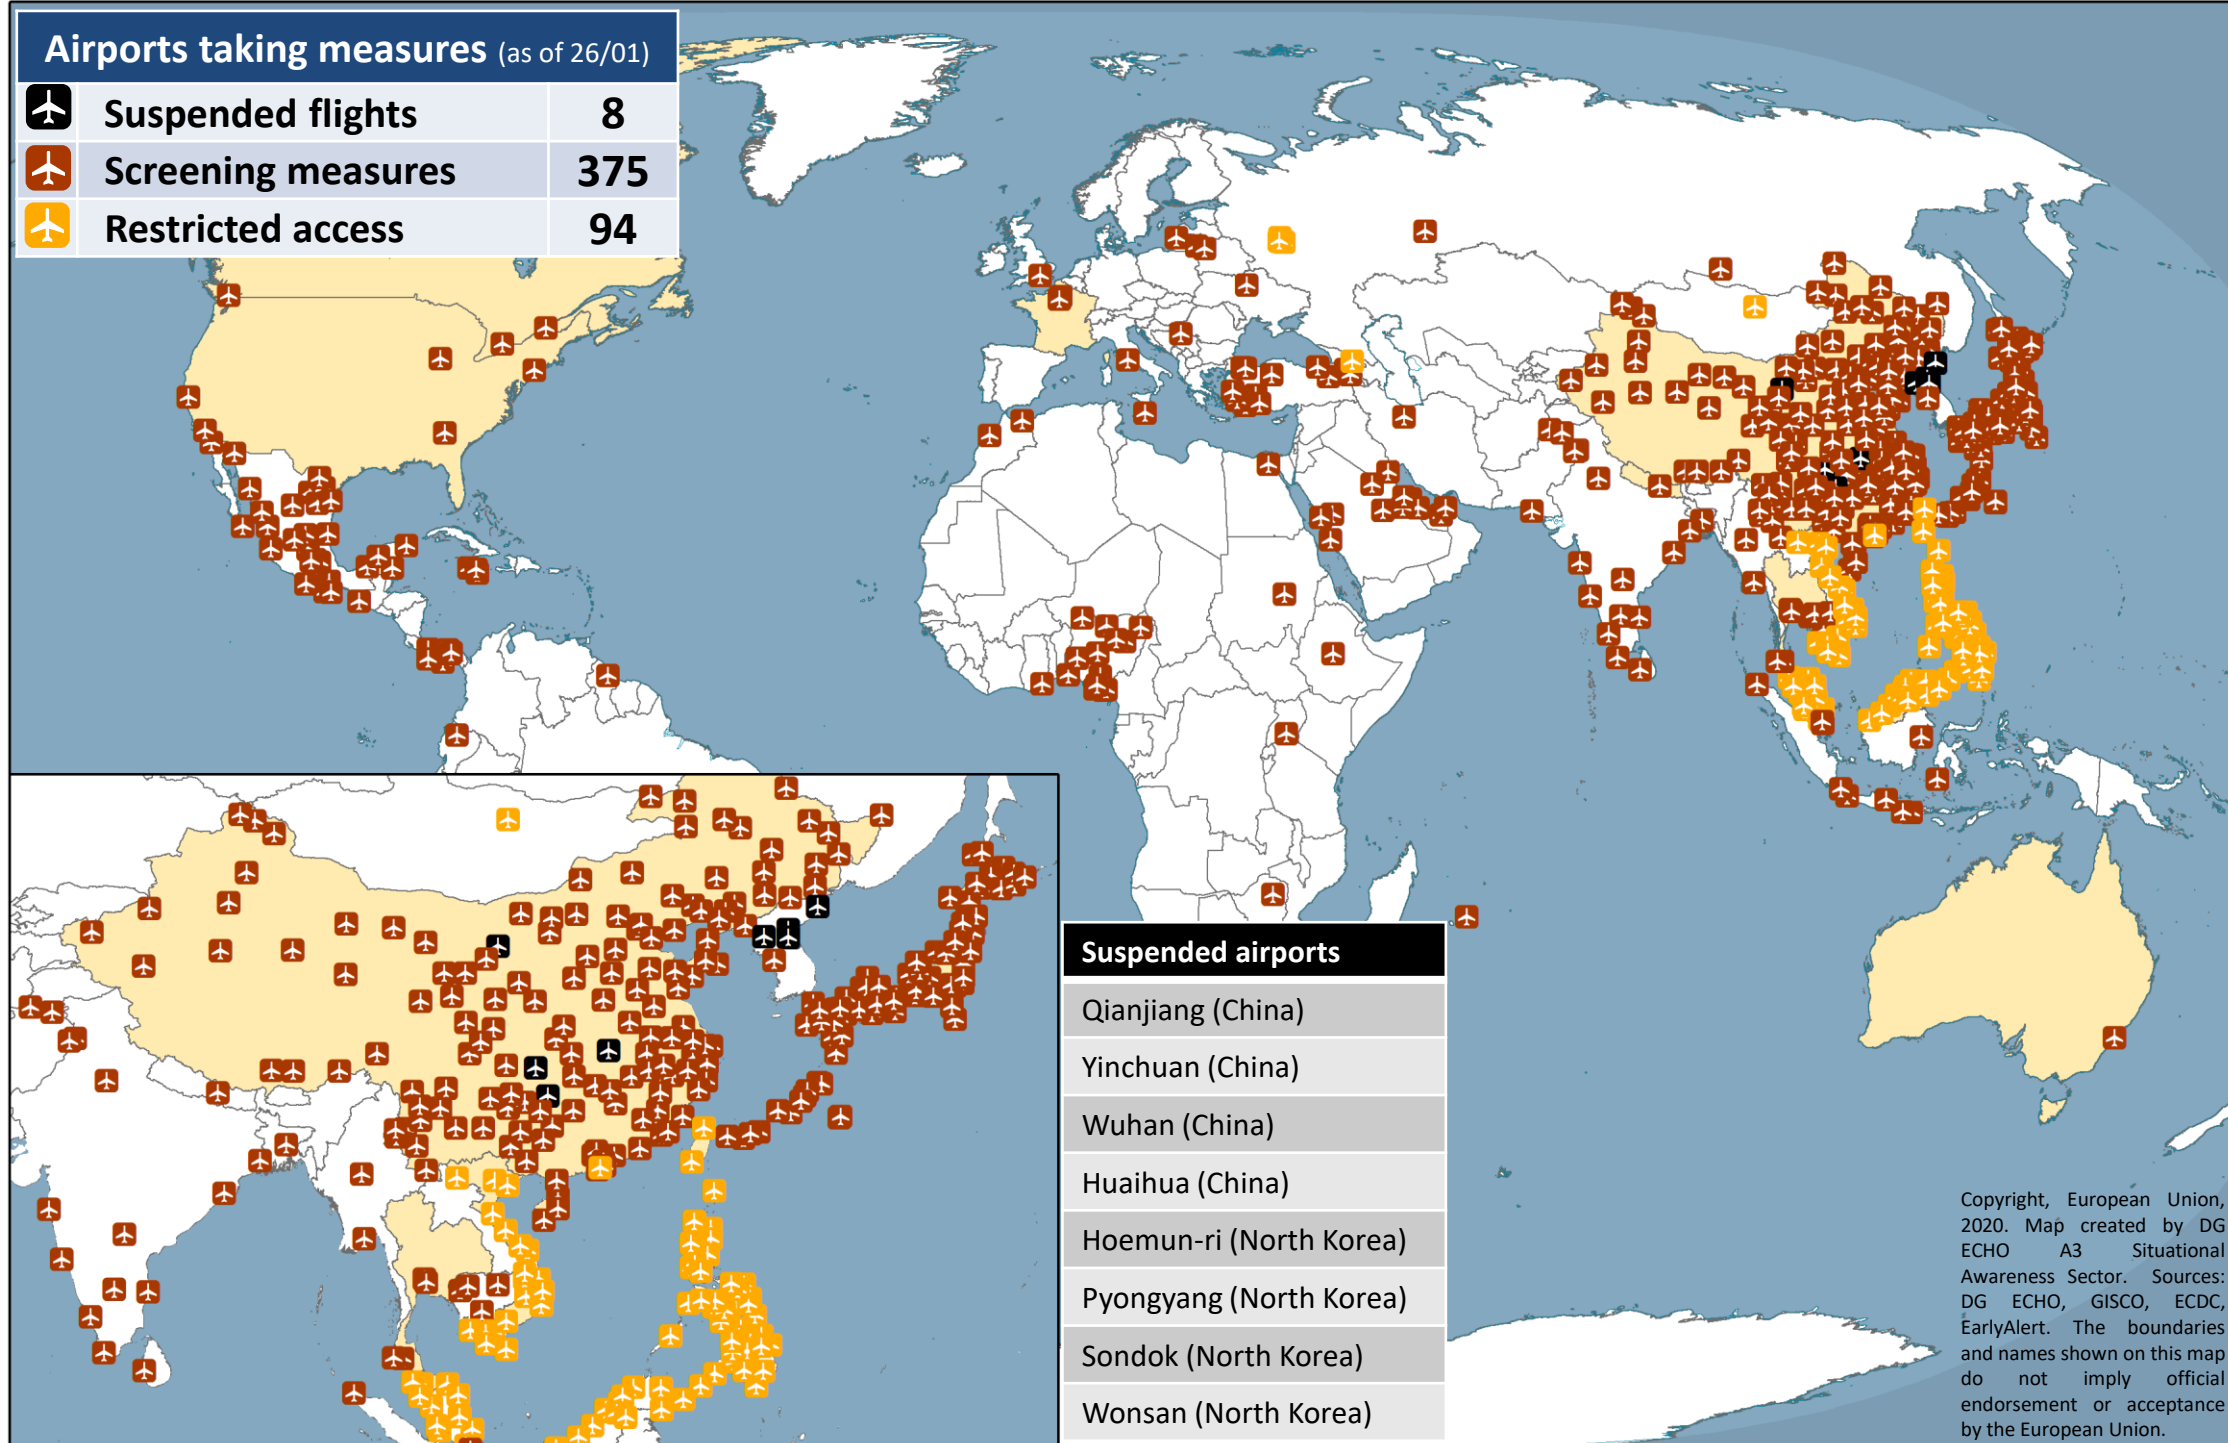 Airports taking measures (as of 26/01)
Suspended flights 8
Screening measures 375
Restricted access 94
Suspended airports
Qianjiang (China)
Yinchuan (China)
Wuhan (China)
Huaihua (China)
Hoemun-ri (North Korea)
Pyongyang (North Korea)
Sondok (North Korea)
Wonsan (North Korea)
Copyright, European Union,
2020. Map created by DG
ECHO A3 Situational
Awareness Sector. Sources:
DG ECHO, GISCO, ECDC,
EarlyAlert. The boundaries
and names shown on this map
do not imply official
endorsement or acceptance
by the European Union.